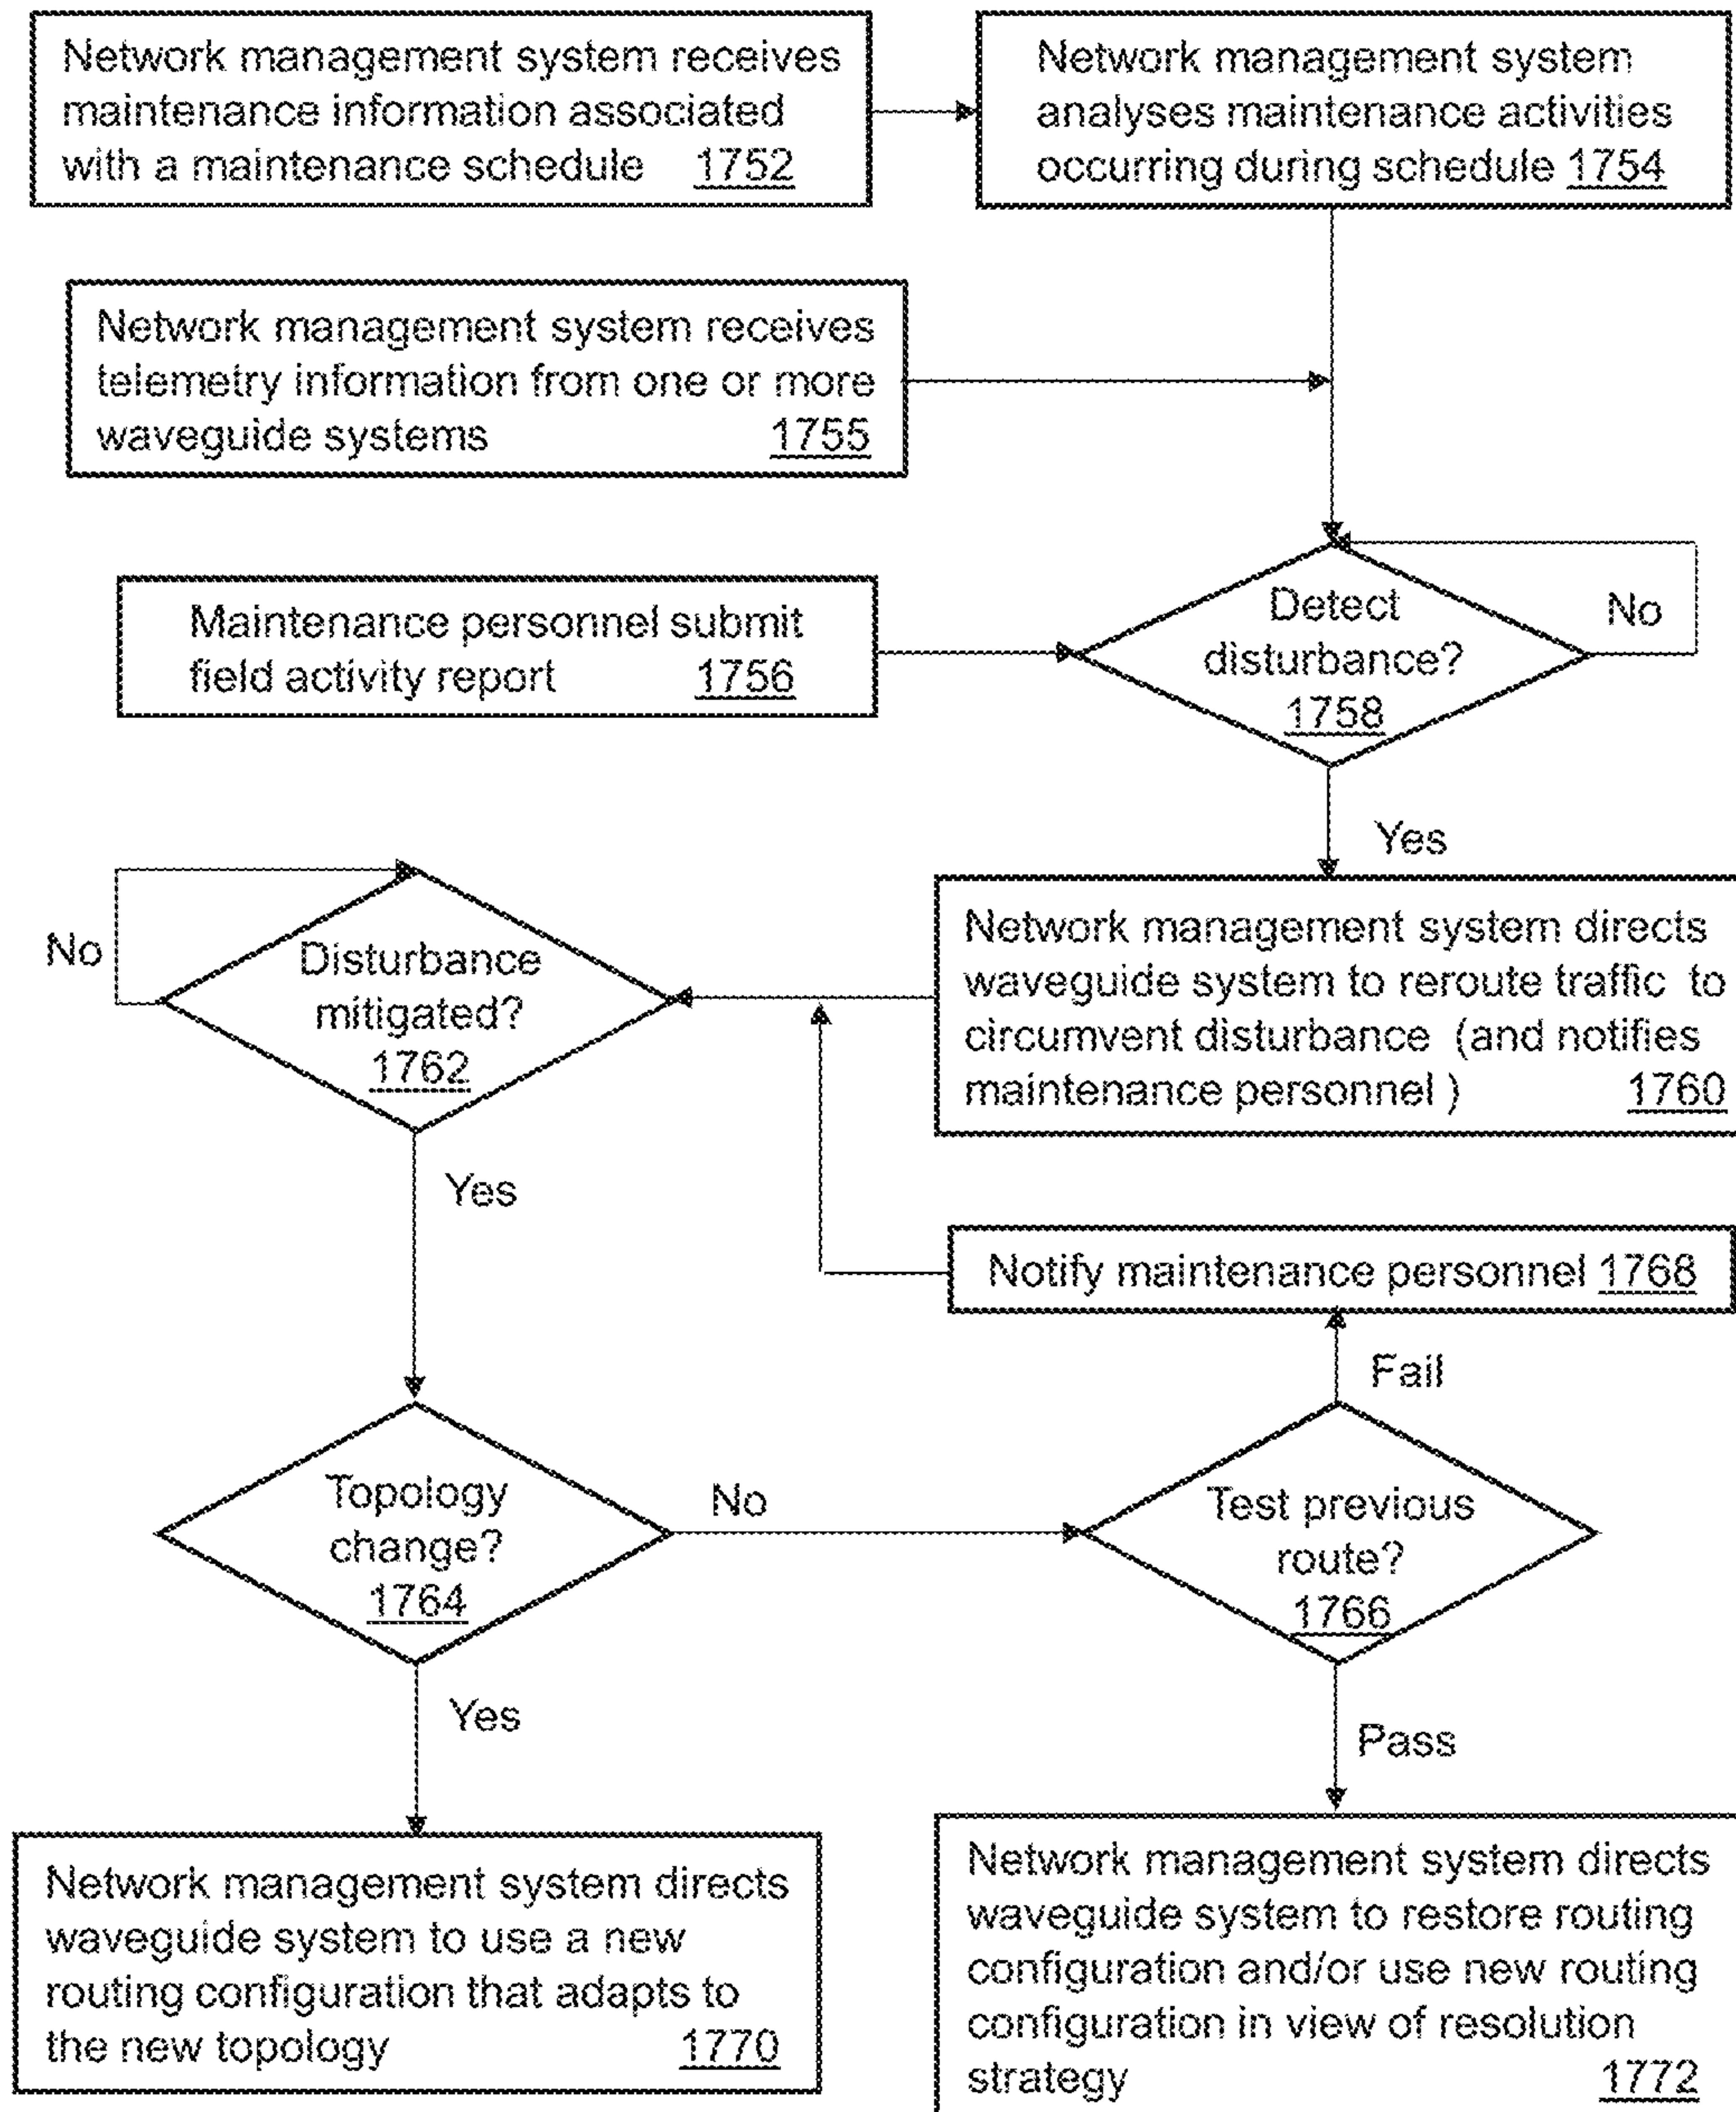 Network management system receives
maintenance information associated
with a maintenance schedule 1752
Network management system
analyses maintenance activities
occurring during schedule 1754
Network management system receives
telemetry information from one or more
waveguide systems 1755
Maintenance personnel submit
field activity report 1756
Detect
disturbance?
1758
No
Yes
Network management system directs
waveguide system to reroute traffic to
circumvent disturbance (and notifies
maintenance personnel ) 1760
No
Disturbance
mitigated?
1762
Yes
Notify maintenance personnel 1768
Fail
Topology
change?
1764
No
Test previous
route?
1766
Yes
Pass
Network management system directs
waveguide system to use a new
routing configuration that adapts to
the new topology 1770
Network management system directs
waveguide system to restore routing
configuration and/or use new routing
configuration in view of resolution
strategy 1772